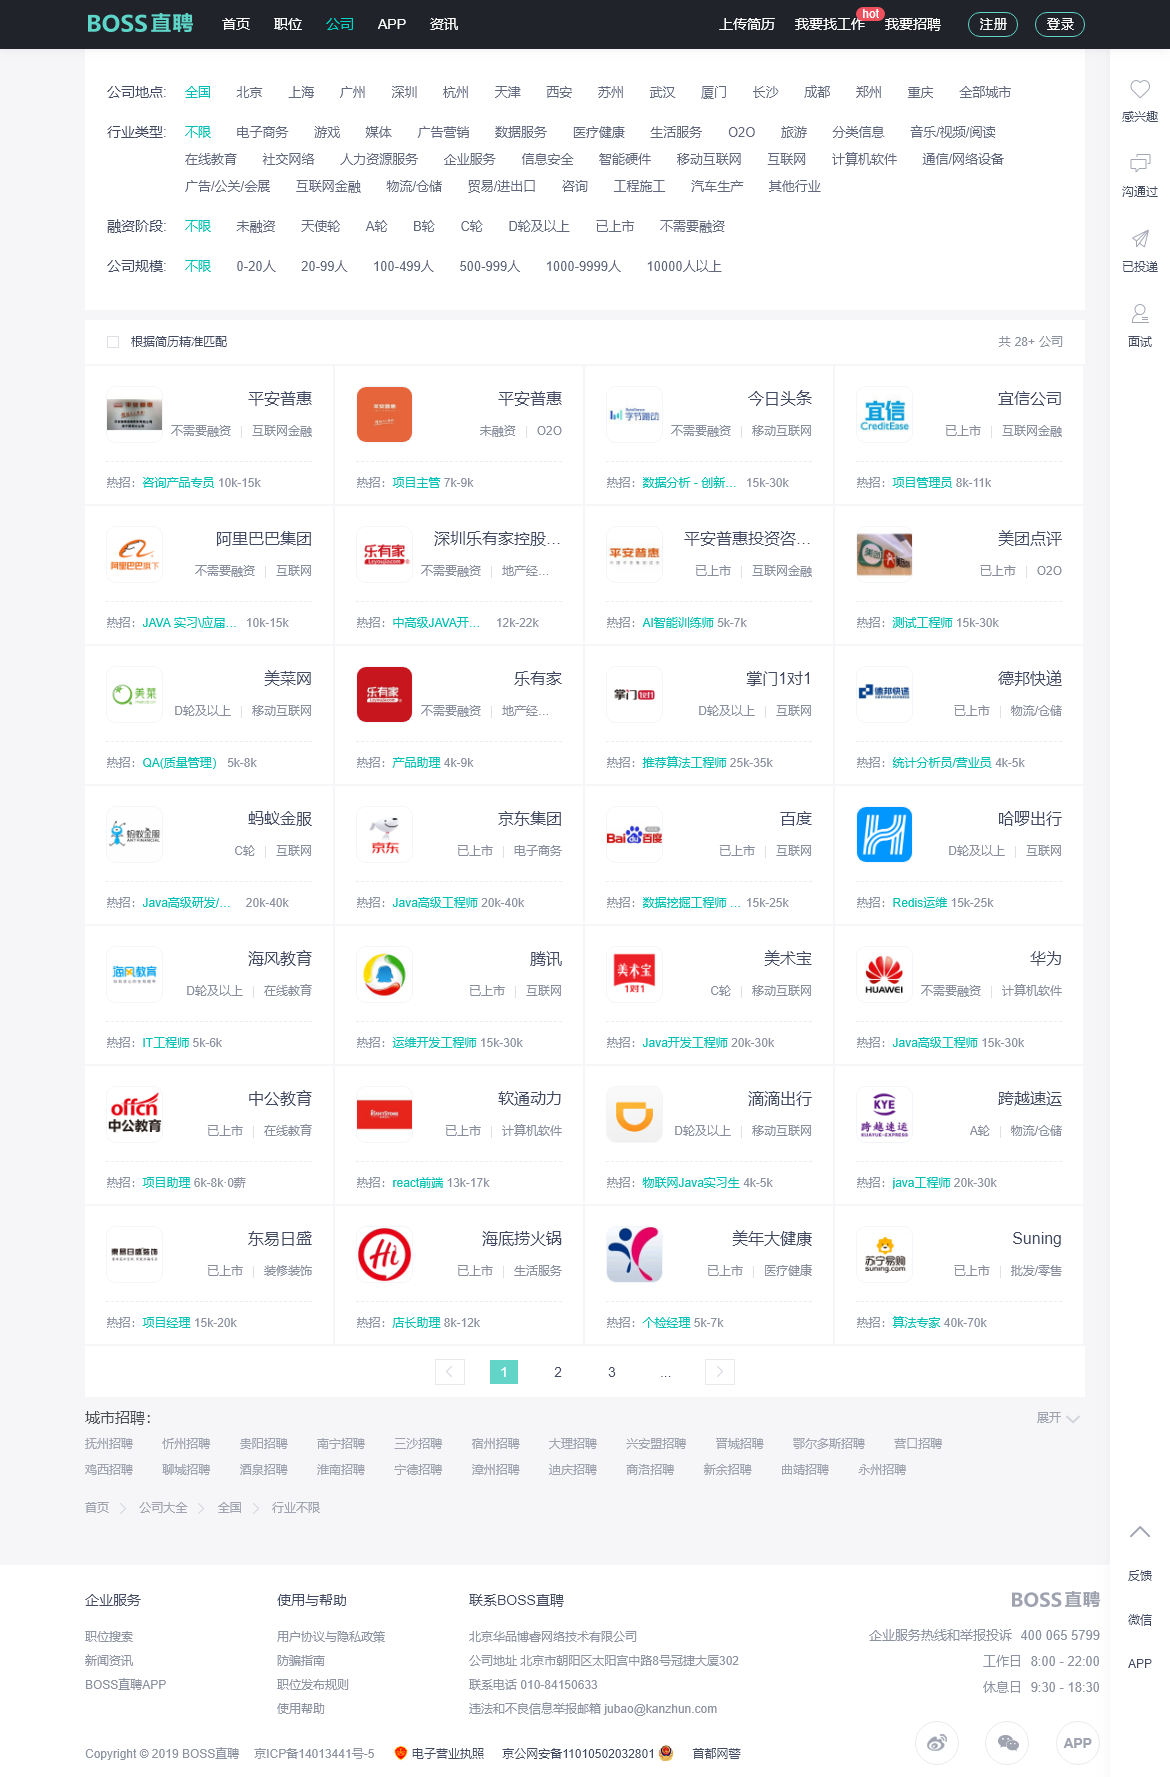 BOSS直聘 首页 职位 公司 APP 资讯 上传简历 我要找工作 hot 我要招聘 注册 登录
公司地点: 全国 北京 上海 广州 深圳 杭州 天津 西安 苏州 武汉 厦门 长沙 成都 郑州 重庆 全部城市
行业类型: 不限 电子商务 游戏 媒体 广告营销 数据服务 医疗健康 生活服务 O2O 旅游 分类信息 音乐/视频/阅读
在线教育 社交网络 人力资源服务 企业服务 信息安全 智能硬件 移动互联网 互联网 计算机软件 通信/网络设备
广告/公关/会展 互联网金融 物流/仓储 贸易/进出口 咨询 工程施工 汽车生产 其他行业
融资阶段: 不限 未融资 天使轮 A轮 B轮 C轮 D轮及以上 已上市 不需要融资
公司规模: 不限 0-20人 20-99人 100-499人 500-999人 1000-9999人 10000人以上
感兴趣
沟通过
已投递
面试
根据简历精准匹配 共 28+ 公司
平安普惠 平安普惠 今日头条 宜信公司
不需要融资 互联网金融 未融资 O2O 不需要融资 移动互联网 已上市 互联网金融
热招: 咨询产品专员 10k-15k 热招: 项目主管 7k-9k 热招: 数据分析 - 创新... 15k-30k 热招: 项目管理员 8k-11k
阿里巴巴集团 深圳乐有家控股... 平安普惠投资咨... 美团点评
不需要融资 互联网 不需要融资 地产经... 已上市 互联网金融 已上市 O2O
热招: JAVA 实习\应届... 10k-15k 热招: 中高级JAVA开... 12k-22k 热招: AI智能训练师 5k-7k 热招: 测试工程师 15k-30k
美菜网 乐有家 掌门1对1 德邦快递
D轮及以上 移动互联网 不需要融资 地产经... D轮及以上 互联网 已上市 物流/仓储
热招: QA(质量管理) 5k-8k 热招: 产品助理 4k-9k 热招: 推荐算法工程师 25k-35k 热招: 统计分析员/营业员 4k-5k
蚂蚁金服 京东集团 百度 哈啰出行
C轮 互联网 已上市 电子商务 已上市 互联网 D轮及以上 互联网
热招: Java高级研发/... 20k-40k 热招: Java高级工程师 20k-40k 热招: 数据挖掘工程师 ... 15k-25k 热招: Redis运维 15k-25k
海风教育 腾讯 美术宝 华为
D轮及以上 在线教育 已上市 互联网 C轮 移动互联网 不需要融资 计算机软件
热招: IT工程师 5k-6k 热招: 运维开发工程师 15k-30k 热招: Java开发工程师 20k-30k 热招: Java高级工程师 15k-30k
中公教育 软通动力 滴滴出行 跨越速运
已上市 在线教育 已上市 计算机软件 D轮及以上 移动互联网 A轮 物流/仓储
热招: 项目助理 6k-8k·0薪 热招: react前端 13k-17k 热招: 物联网Java实习生 4k-5k 热招: java工程师 20k-30k
东易日盛 海底捞火锅 美年大健康 Suning
已上市 装修装饰 已上市 生活服务 已上市 医疗健康 已上市 批发/零售
热招: 项目经理 15k-20k 热招: 店长助理 8k-12k 热招: 个检经理 5k-7k 热招: 算法专家 40k-70k
1 2 3 ...
城市招聘: 展开
抚州招聘 忻州招聘 贵阳招聘 南宁招聘 三沙招聘 宿州招聘 大理招聘 兴安盟招聘 晋城招聘 鄂尔多斯招聘 营口招聘
鸡西招聘 聊城招聘 酒泉招聘 淮南招聘 宁德招聘 漳州招聘 迪庆招聘 商洛招聘 新余招聘 曲靖招聘 永州招聘
首页 公司大全 全国 行业不限
反馈
微信
APP
企业服务 使用与帮助 联系BOSS直聘 BOSS直聘
职位搜索 用户协议与隐私政策 北京华品博睿网络技术有限公司 企业服务热线和举报投诉 400 065 5799
新闻资讯 防骗指南 公司地址 北京市朝阳区太阳宫中路8号冠捷大厦302 工作日 8:00 - 22:00
BOSS直聘APP 职位发布规则 联系电话 010-84150633 休息日 9:30 - 18:30
使用帮助 违法和不良信息举报邮箱 jubao@kanzhun.com
Copyright © 2019 BOSS直聘 京ICP备14013441号-5 电子营业执照 京公网安备11010502032801 首都网警 APP